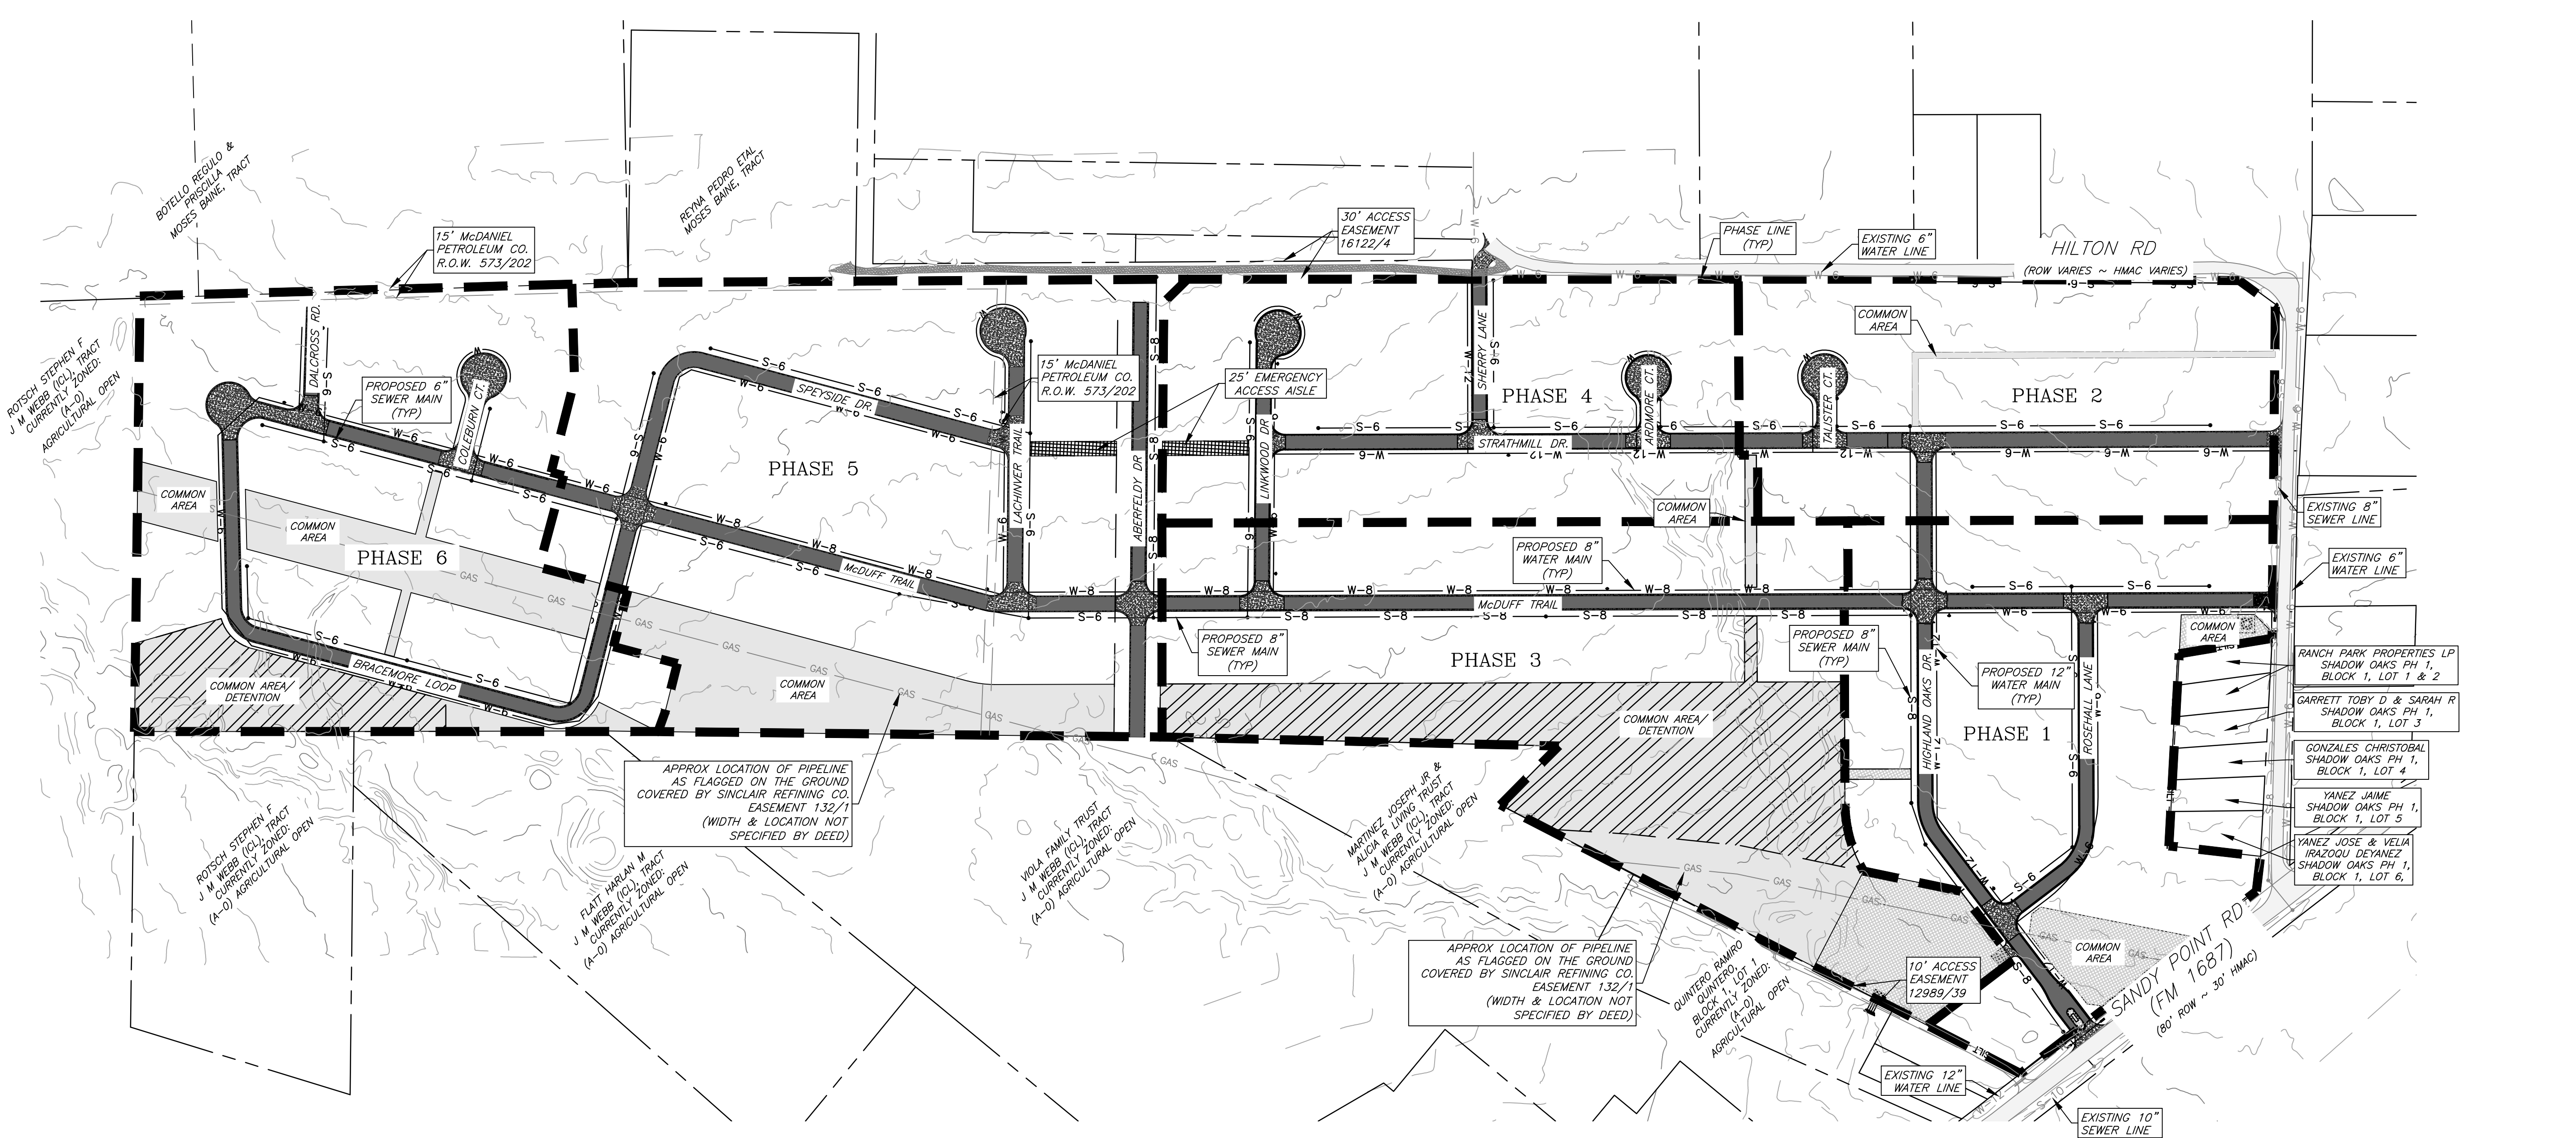 BOTELLO REGULO &
PRISCILLA
MOSES BAINE, TRACT
REYNA PEDRO ETAL
MOSES BAINE, TRACT
15' McDANIEL
PETROLEUM CO.
R.O.W. 573/202
30' ACCESS
EASEMENT
16122/4
PHASE LINE
(TYP)
EXISTING 6"
WATER LINE
HILTON RD
(ROW VARIES ~ HMAC VARIES)
ROTSCH STEPHEN F
J M WEBB (ICL), TRACT
CURRENTLY ZONED:
(A-O)
AGRICULTURAL OPEN
DALCROSS RD.
PROPOSED 6"
SEWER MAIN
(TYP)
COLEBURN CT.
SPEYSIDE DR.
15' McDANIEL
PETROLEUM CO.
R.O.W. 573/202
25' EMERGENCY
ACCESS AISLE
LACHINVER TRAIL
ABERFELDY DR
LINKWOOD DR
SHERRY LANE
PHASE 4
ARDMORE CT.
TALISTER CT.
COMMON
AREA
PHASE 2
STRATHMILL DR.
PHASE 5
COMMON
AREA
COMMON
AREA
PHASE 6
COMMON
AREA
EXISTING 8"
SEWER LINE
EXISTING 6"
WATER LINE
PROPOSED 8"
WATER MAIN
(TYP)
McDUFF TRAIL
McDUFF TRAIL
PROPOSED 8"
SEWER MAIN
(TYP)
PHASE 3
PROPOSED 8"
SEWER MAIN
(TYP)
PROPOSED 12"
WATER MAIN
(TYP)
HIGHLAND OAKS DR.
ROSEHALL LANE
PHASE 1
COMMON
AREA
RANCH PARK PROPERTIES LP
SHADOW OAKS PH 1,
BLOCK 1, LOT 1 & 2
GARRETT TOBY D & SARAH R
SHADOW OAKS PH 1,
BLOCK 1, LOT 3
GONZALES CHRISTOBAL
SHADOW OAKS PH 1,
BLOCK 1, LOT 4
YANEZ JAIME
SHADOW OAKS PH 1,
BLOCK 1, LOT 5
YANEZ JOSE & VELIA
IRAZOQU DEYANEZ
SHADOW OAKS PH 1,
BLOCK 1, LOT 6,
COMMON AREA/
DETENTION
BRACEMORE LOOP
COMMON
AREA
COMMON AREA/
DETENTION
APPROX LOCATION OF PIPELINE
AS FLAGGED ON THE GROUND
COVERED BY SINCLAIR REFINING CO.
EASEMENT 132/1
(WIDTH & LOCATION NOT
SPECIFIED BY DEED)
ROTSCH STEPHEN F
J M WEBB (ICL), TRACT
CURRENTLY ZONED:
(A-O) AGRICULTURAL OPEN
FLATT HARLAN M
J M WEBB (ICL), TRACT
CURRENTLY ZONED:
(A-O) AGRICULTURAL OPEN
VIOLA FAMILY TRUST
J M WEBB (ICL), TRACT
CURRENTLY ZONED:
(A-O) AGRICULTURAL OPEN
MARTINEZ JOSEPH JR &
ALICIA R LIVING TRUST
J M WEBB (ICL), TRACT
CURRENTLY ZONED:
(A-O) AGRICULTURAL OPEN
APPROX LOCATION OF PIPELINE
AS FLAGGED ON THE GROUND
COVERED BY SINCLAIR REFINING CO.
EASEMENT 132/1
(WIDTH & LOCATION NOT
SPECIFIED BY DEED)
QUINTERO RAMIRO
QUINTERO,
BLOCK 1, LOT 1
CURRENTLY ZONED:
(A-O)
AGRICULTURAL OPEN
10' ACCESS
EASEMENT
12989/39
COMMON
AREA
SANDY POINT RD
(FM 1687)
(80' ROW ~ 30' HMAC)
EXISTING 12"
WATER LINE
EXISTING 10"
SEWER LINE